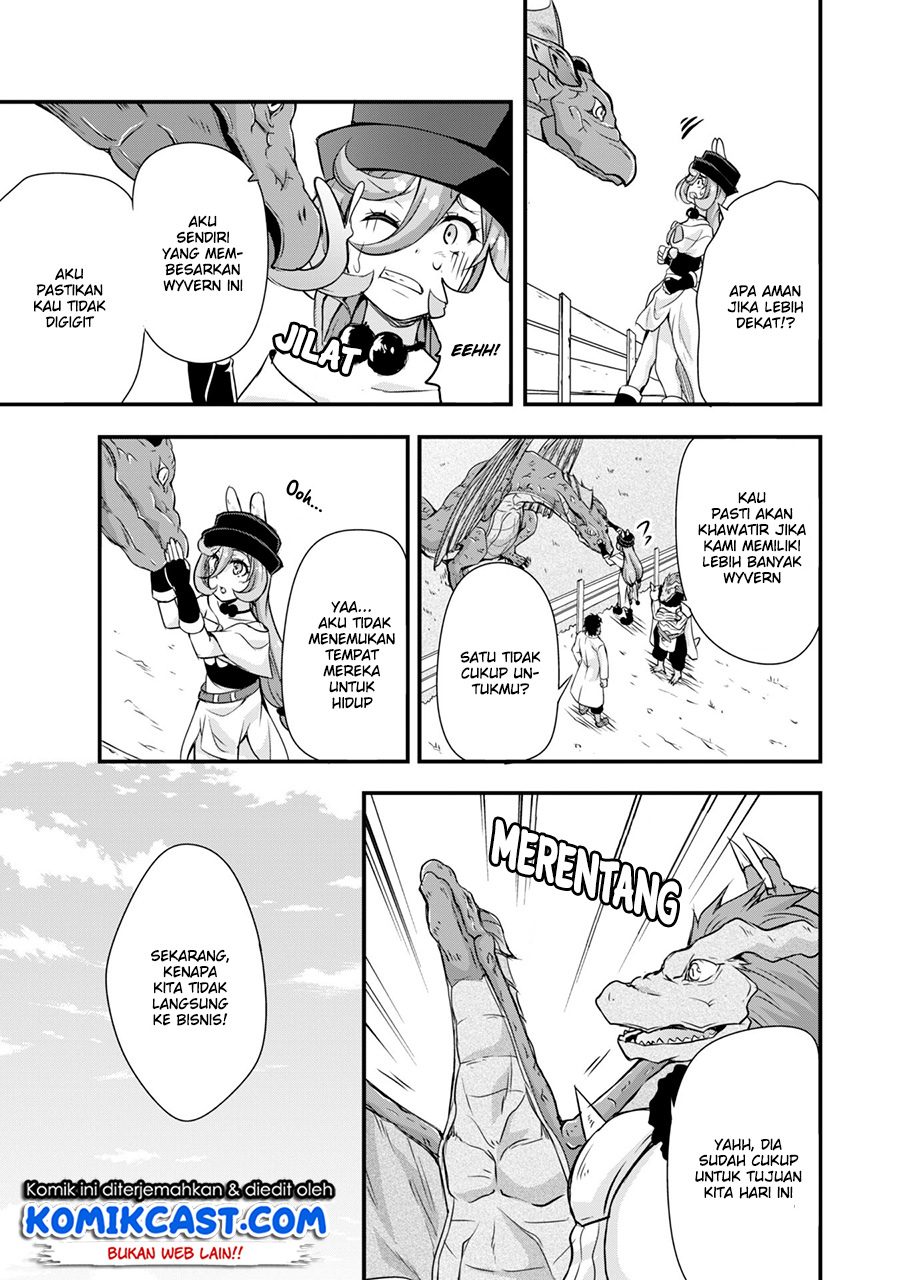 APA AMAN
JIKA LEBIH
DEKAT!?
AKU
SENDIRI
YANG MEM-
BESARKAN
WYVERN INI
AKU
PASTIKAN
KAU TIDAK
DIGIGIT
JILAT
EEHH!
KAU
PASTI AKAN
KHAWATIR JIKA
KAMI MEMILIKI
LEBIH BANYAK
WYVERN
SATU TIDAK
CUKUP UN-
TUKMU?
Ooh...
YAA...
AKU TIDAK
MENEMUKAN
TEMPAT
MEREKA
UNTUK
HIDUP
MERENTANG
YAHH, DIA
SUDAH CUKUP
UNTUK TUJUAN
KITA HARI INI
SEKARANG,
KENAPA
KITA TIDAK
LANGSUNG
KE BISNIS!
Komik ini diterjemahkan & diedit oleh
KOMIKCAST.COM
BUKAN WEB LAIN!!